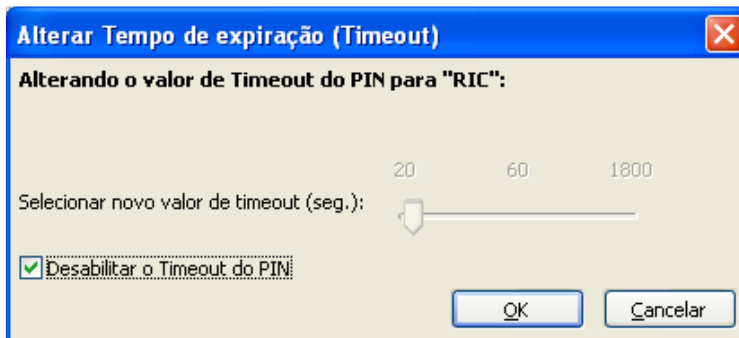 Alterar Tempo de expiração (Timeout)
Alterando o valor de Timeout do PIN para "RIC":
20 60 1800
Selecionar novo valor de timeout (seg.):
Desabilitar o Timeout do PIN
OK Cancelar